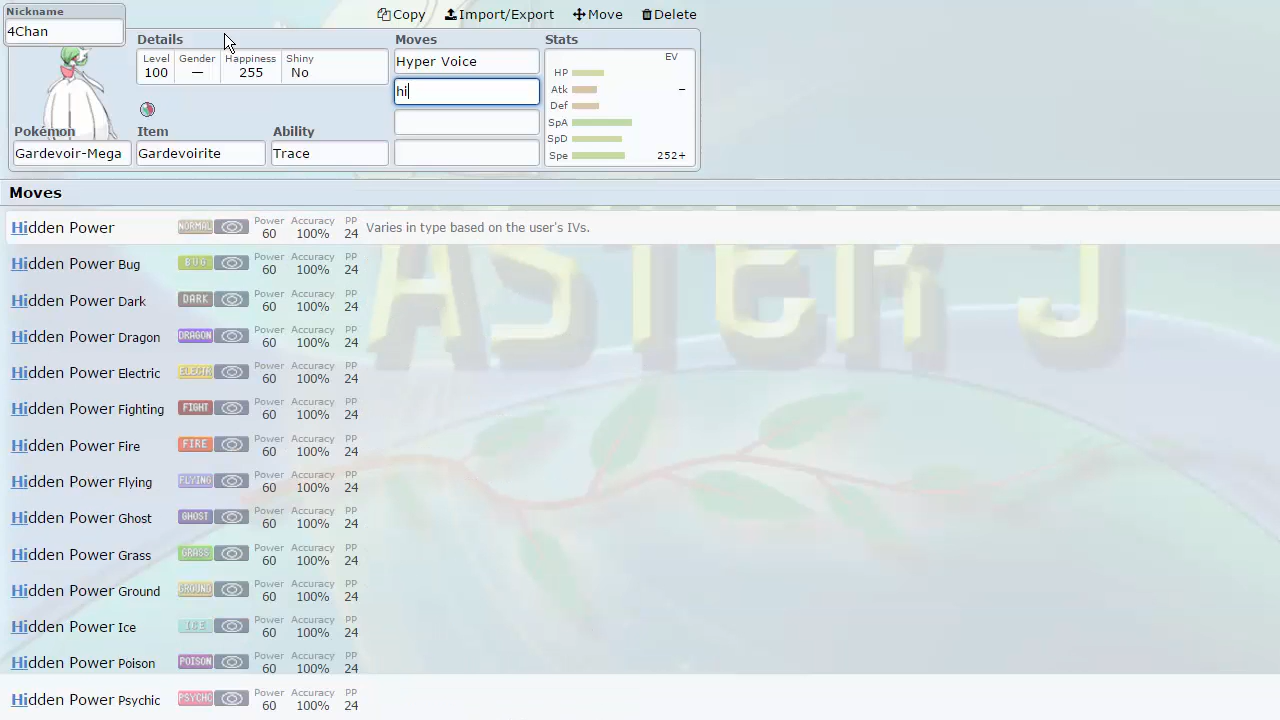 Nickname
4Chan
Copy Import/Export Move Delete
Details
Level Gender Happiness Shiny
100 — 255 No
Pokémon Item Ability
Gardevoir-Mega Gardevoirite Trace
Moves
Hyper Voice
hi
Stats
EV
HP
Atk –
Def
SpA
SpD
Spe 252+
Moves
Hidden Power NORMAL Power 60 Accuracy 100% PP 24 Varies in type based on the user's IVs.
Hidden Power Bug BUG Power 60 Accuracy 100% PP 24
Hidden Power Dark DARK Power 60 Accuracy 100% PP 24
Hidden Power Dragon DRAGON Power 60 Accuracy 100% PP 24
Hidden Power Electric ELECTR Power 60 Accuracy 100% PP 24
Hidden Power Fighting FIGHT Power 60 Accuracy 100% PP 24
Hidden Power Fire FIRE Power 60 Accuracy 100% PP 24
Hidden Power Flying FLYING Power 60 Accuracy 100% PP 24
Hidden Power Ghost GHOST Power 60 Accuracy 100% PP 24
Hidden Power Grass GRASS Power 60 Accuracy 100% PP 24
Hidden Power Ground GROUND Power 60 Accuracy 100% PP 24
Hidden Power Ice ICE Power 60 Accuracy 100% PP 24
Hidden Power Poison POISON Power 60 Accuracy 100% PP 24
Hidden Power Psychic PSYCHC Power 60 Accuracy 100% PP 24
ASTER J